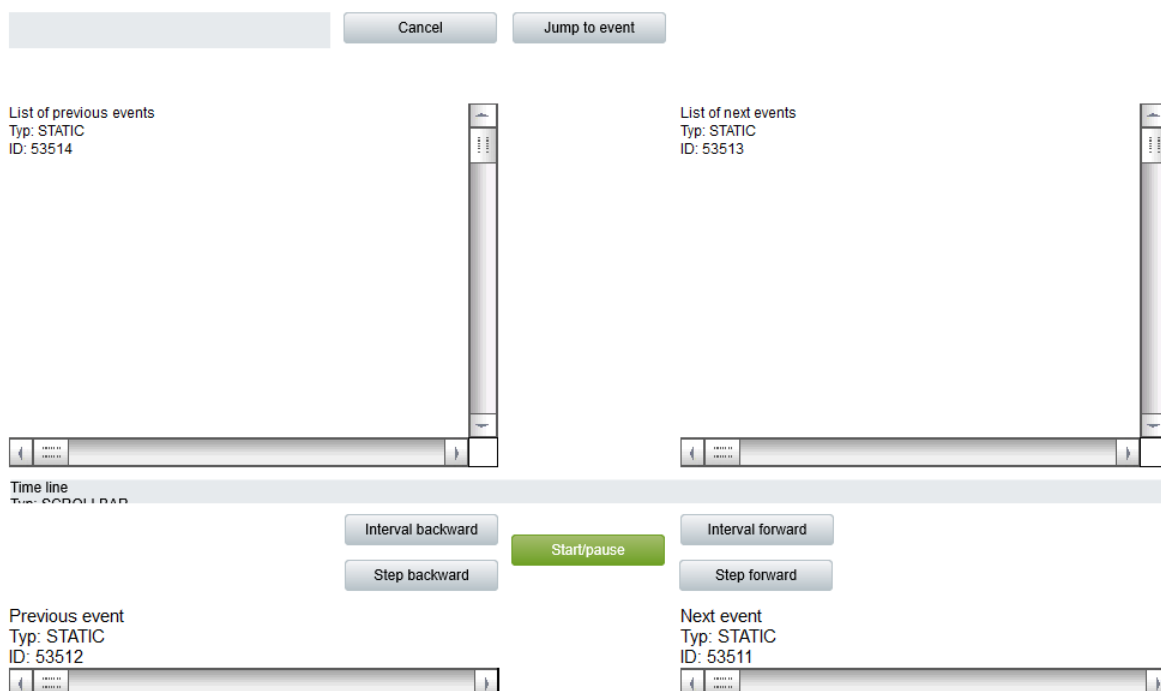 Cancel
Jump to event
List of previous events
Typ: STATIC
ID: 53514
List of next events
Typ: STATIC
ID: 53513
Time line
Typ: SCROLLBAR
Interval backward
Start/pause
Interval forward
Step backward
Step forward
Previous event
Typ: STATIC
ID: 53512
Next event
Typ: STATIC
ID: 53511